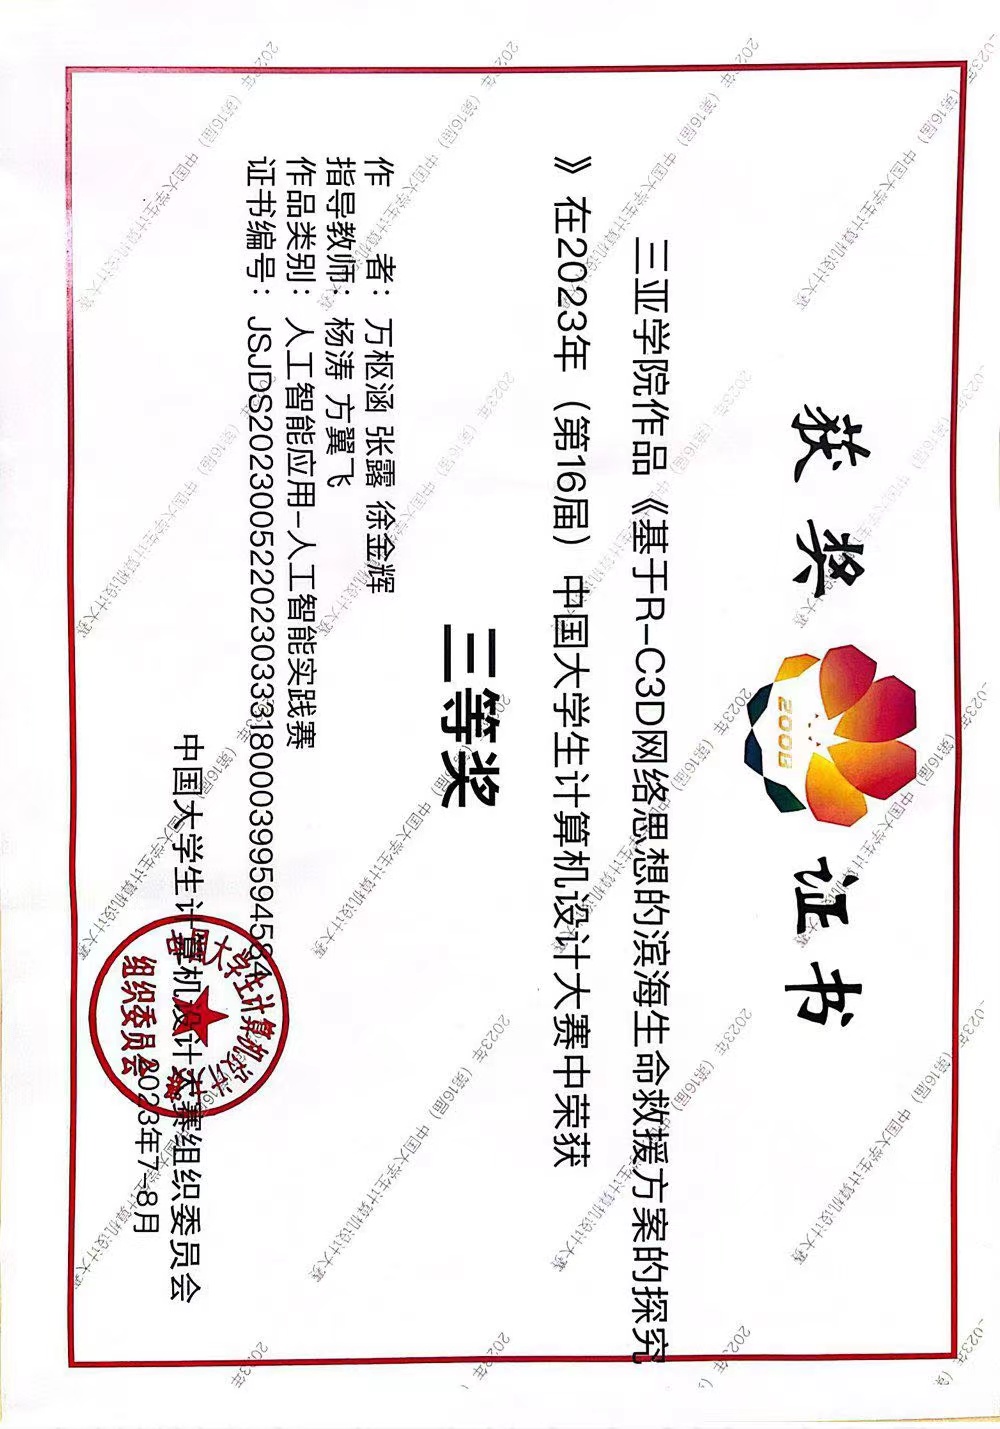 获奖证书
2008
三亚学院作品《基于R-C3D网络思想的滨海生命救援方案的探究
》在2023年（第16届）中国大学生计算机设计大赛中荣获
三等奖
作 者：万枢涵 张露 徐金辉
指导教师：杨涛 方翼飞
作品类别：人工智能应用-人工智能实践赛
证书编号：JSJDS202300522023033318000399594584
中国大学生计算机设计大赛组织委员会
2023年7-8月
中国大学生计算机设计大赛
组织委员会
2023年（第16届）中国大学生计算机设计大赛